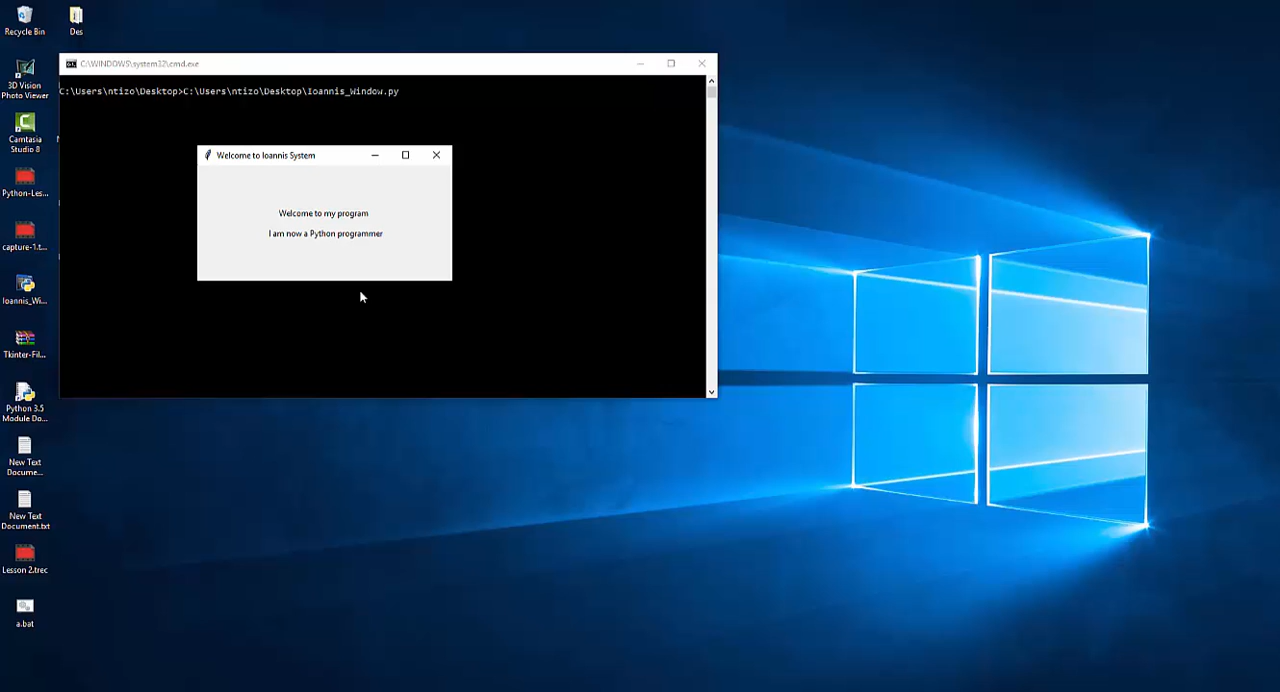 Recycle Bin
Des
3D Vision
Photo Viewer
Camtasia
Studio 8
Python-Les...
capture-1.t...
Ioannis_Wi...
Tkinter-Fil...
Python 3.5
Module Do...
New Text
Docume...
New Text
Document.txt
Lesson 2.trec
a.bat
C:\WINDOWS\system32\cmd.exe
C:\Users\ntizo\Desktop>C:\Users\ntizo\Desktop\Ioannis_Window.py
Welcome to Ioannis System
Welcome to my program
I am now a Python programmer